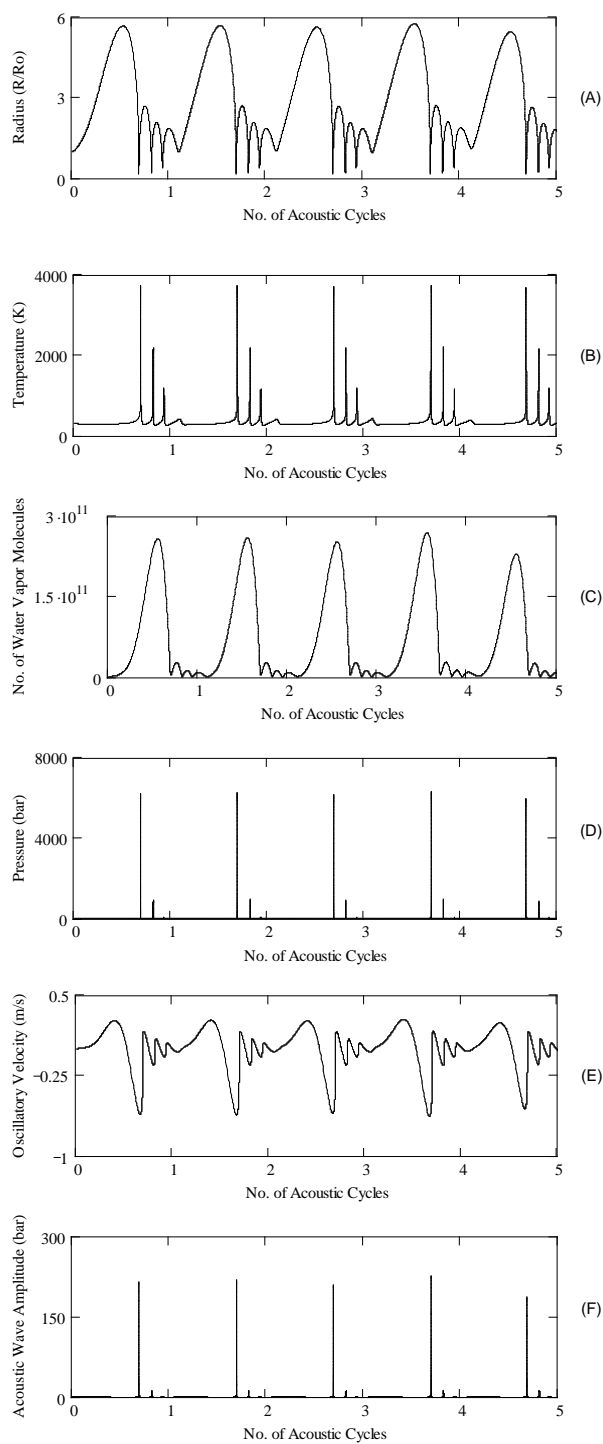 Radius (R/Ro)
6
3
0
0 1 2 3 4 5
No. of Acoustic Cycles
(A)
Temperature (K)
4000
2000
0
0 1 2 3 4 5
No. of Acoustic Cycles
(B)
No. of Water Vapor Molecules
3·10¹¹
1.5·10¹¹
0
0 1 2 3 4 5
No. of Acoustic Cycles
(C)
Pressure (bar)
8000
4000
0
0 1 2 3 4 5
No. of Acoustic Cycles
(D)
Oscillatory Velocity (m/s)
0.5
−0.25
−1
0 1 2 3 4 5
No. of Acoustic Cycles
(E)
Acoustic Wave Amplitude (bar)
300
150
0
0 1 2 3 4 5
No. of Acoustic Cycles
(F)